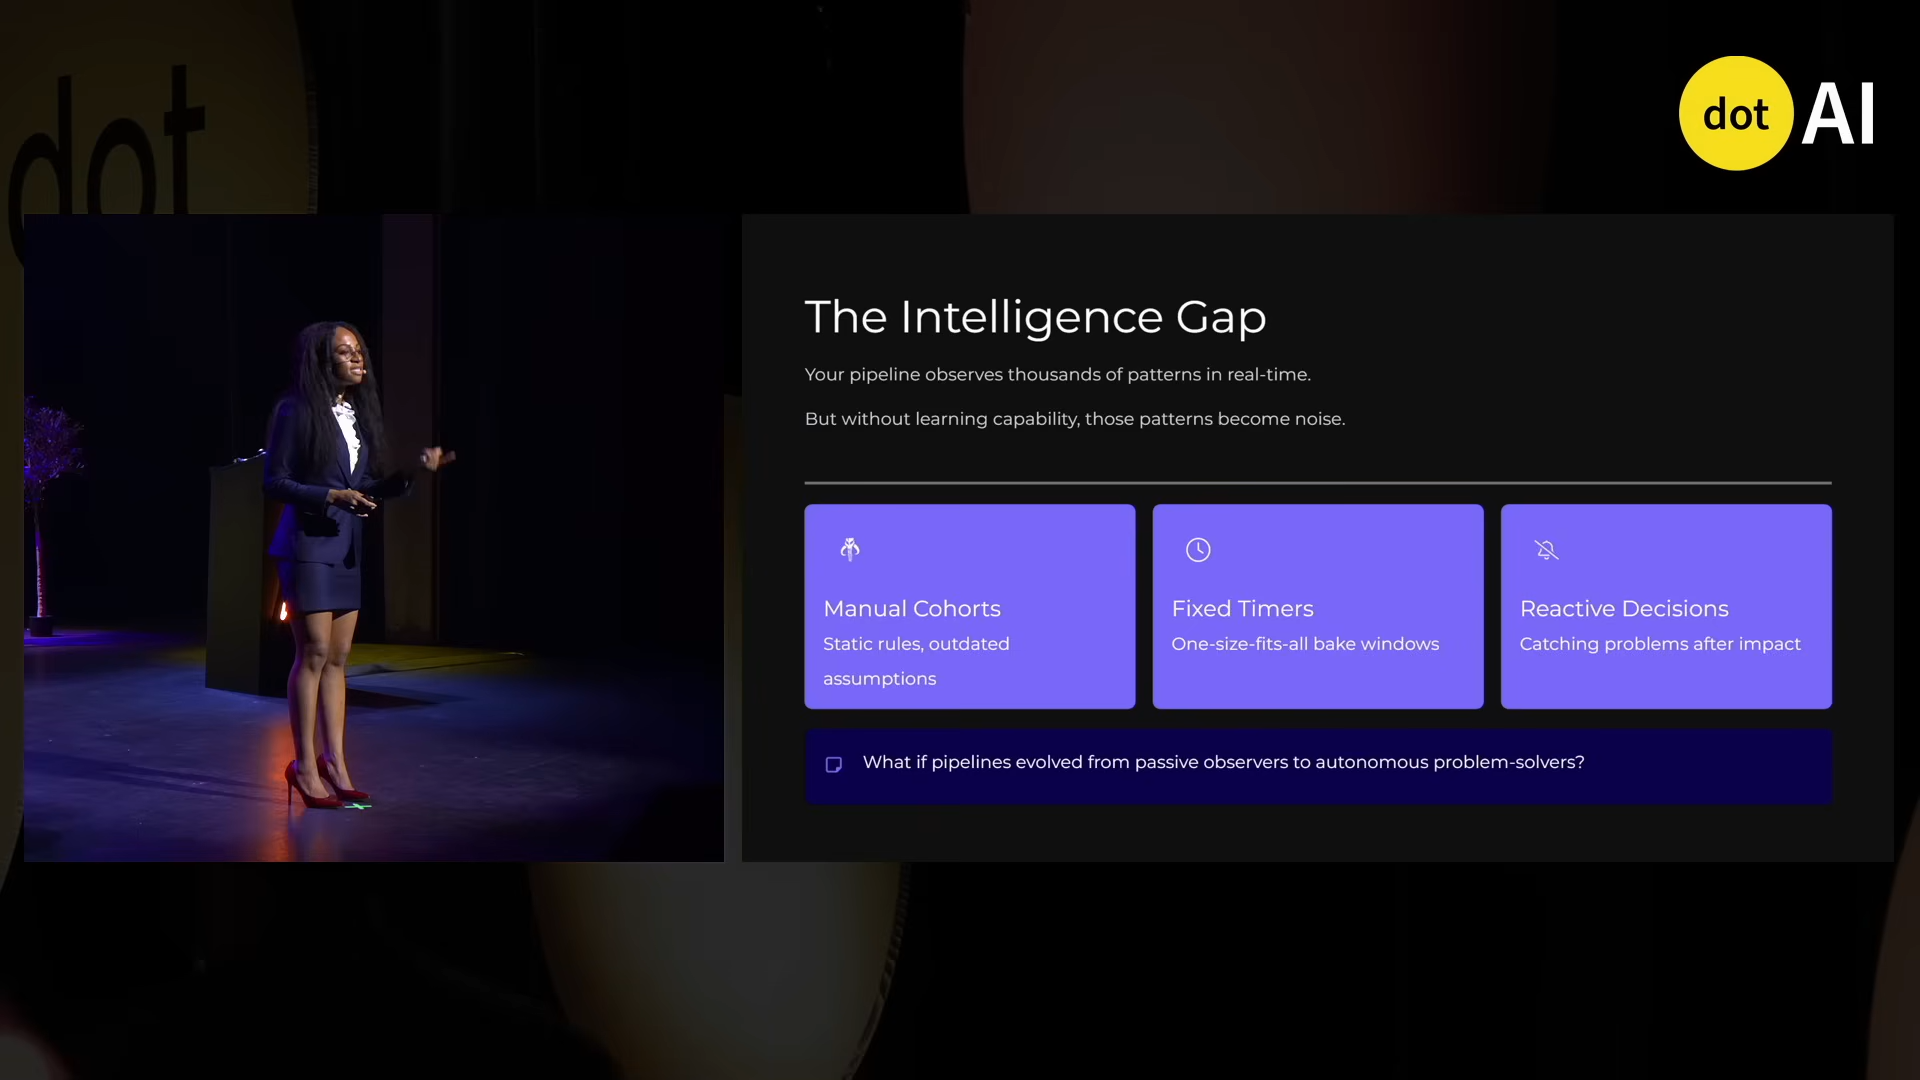 dot
dot AI
The Intelligence Gap
Your pipeline observes thousands of patterns in real-time.
But without learning capability, those patterns become noise.
Manual Cohorts
Static rules, outdated
assumptions
Fixed Timers
One-size-fits-all bake windows
Reactive Decisions
Catching problems after impact
What if pipelines evolved from passive observers to autonomous problem-solvers?